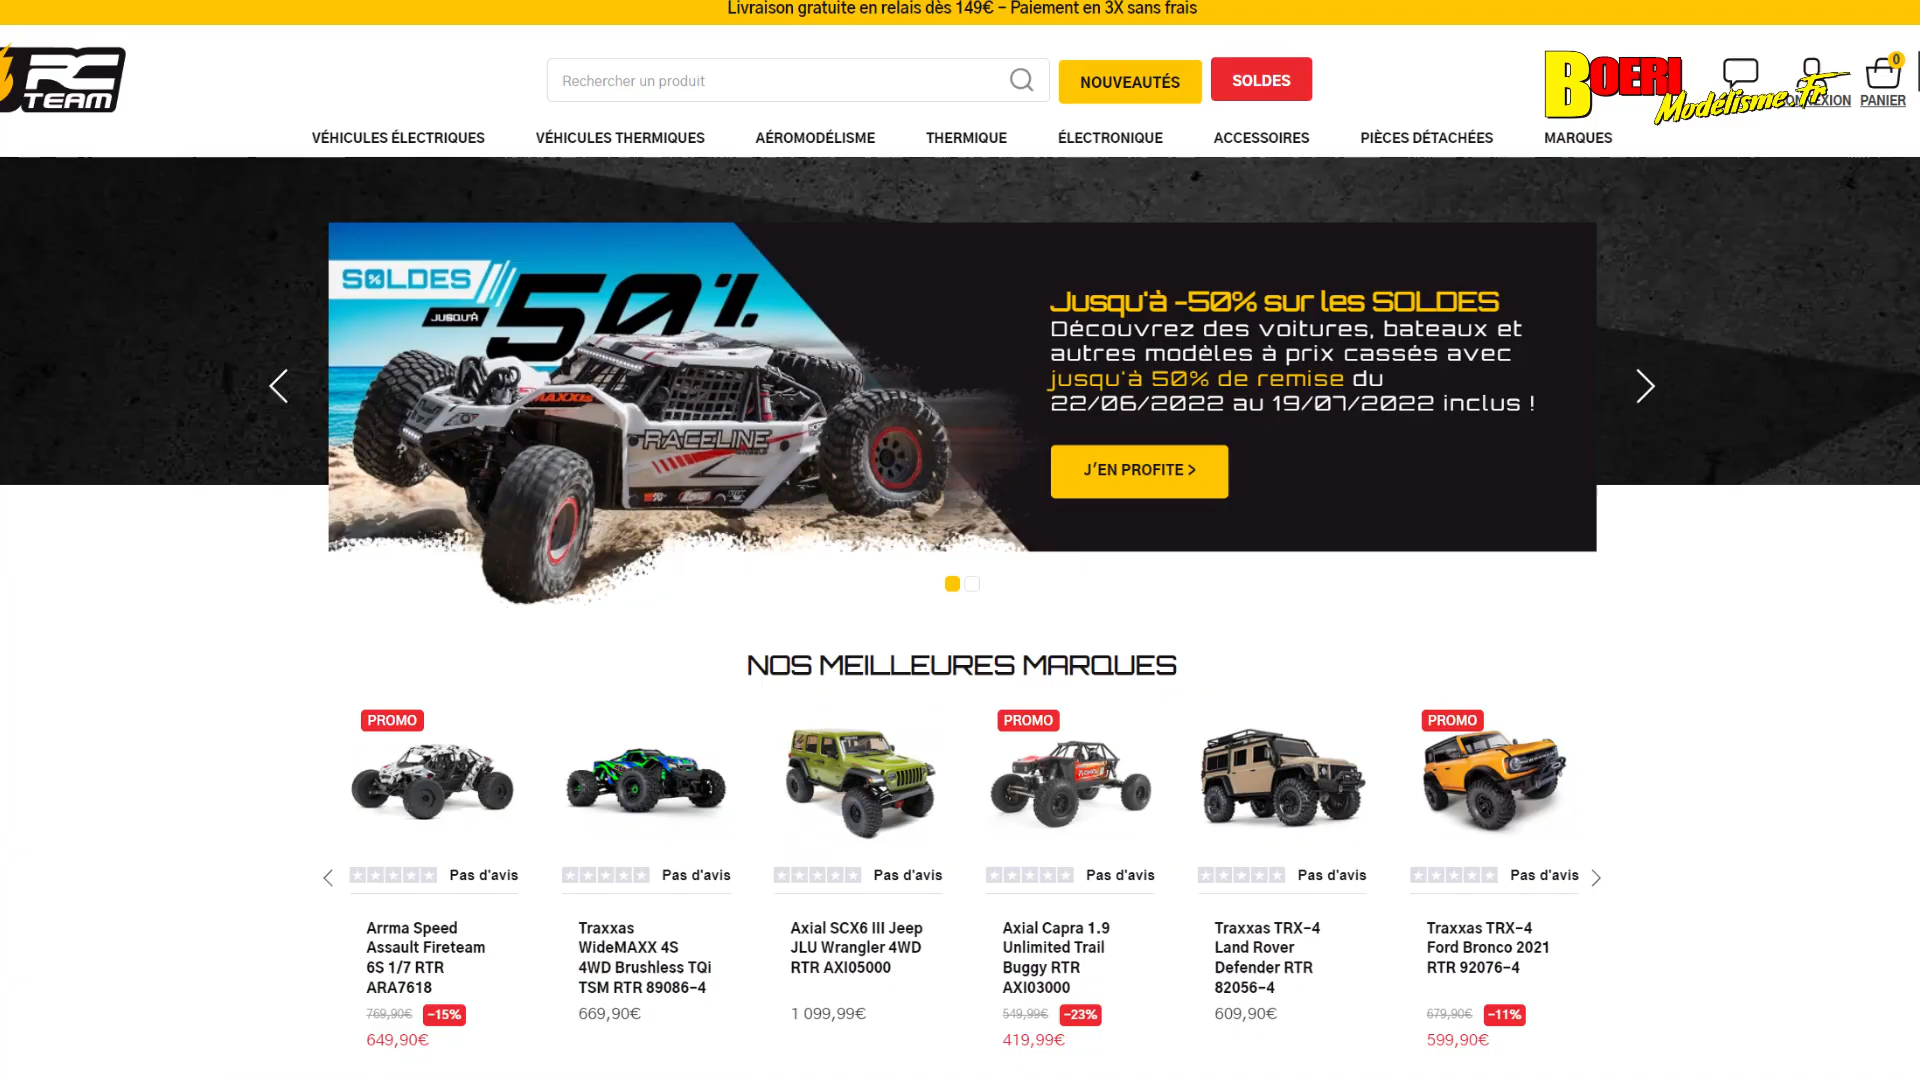 Livraison gratuite en relais dès 149€ - Paiement en 3X sans frais
RC
TEAM
Rechercher un produit
NOUVEAUTÉS
SOLDES
BOERI
Modélisme.Fr
PANIER
0
VÉHICULES ÉLECTRIQUES
VÉHICULES THERMIQUES
AÉROMODÉLISME
THERMIQUE
ÉLECTRONIQUE
ACCESSOIRES
PIÈCES DÉTACHÉES
MARQUES
SOLDES
JUSQU'À
50%
MAXXIS
RACELINE
Jusqu'à -50% sur les SOLDES
Découvrez des voitures, bateaux et
autres modèles à prix cassés avec
jusqu'à 50% de remise du
22/06/2022 au 19/07/2022 inclus !
J'EN PROFITE >
NOS MEILLEURES MARQUES
PROMO
PROMO
PROMO
Pas d'avis
Pas d'avis
Pas d'avis
Pas d'avis
Pas d'avis
Pas d'avis
Arrma Speed
Assault Fireteam
6S 1/7 RTR
ARA7618
769,90€ -15%
649,90€
Traxxas
WideMAXX 4S
4WD Brushless TQi
TSM RTR 89086-4
669,90€
Axial SCX6 III Jeep
JLU Wrangler 4WD
RTR AXI05000
1 099,99€
Axial Capra 1.9
Unlimited Trail
Buggy RTR
AXI03000
549,99€ -23%
419,99€
Traxxas TRX-4
Land Rover
Defender RTR
82056-4
609,90€
Traxxas TRX-4
Ford Bronco 2021
RTR 92076-4
679,90€ -11%
599,90€